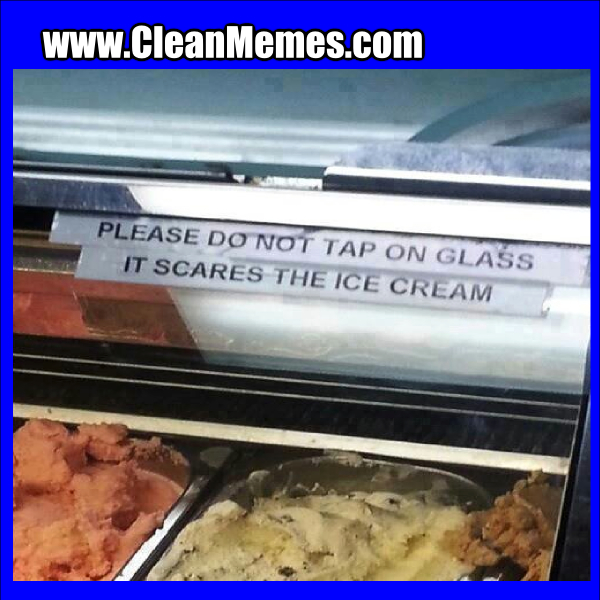 www.CleanMemes.com
PLEASE DO NOT TAP ON GLASS
IT SCARES THE ICE CREAM